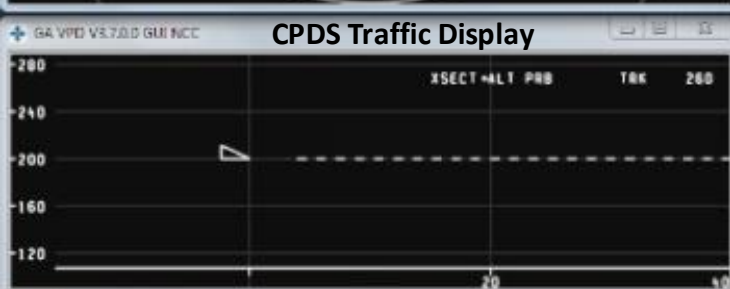 GA VPD V3.7.0.0 GUI NCC
CPDS Traffic Display
280
XSECT ALT PRB TRK 260
240
200
160
120
20
40